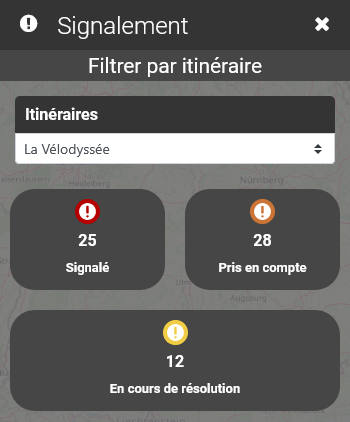 Signalement
Filtrer par itinéraire
Itinéraires
La Vélodyssée
Heidelberg
Nürnberg
25
28
Signalé
Pris en compte
Augsburg
12
En cours de résolution